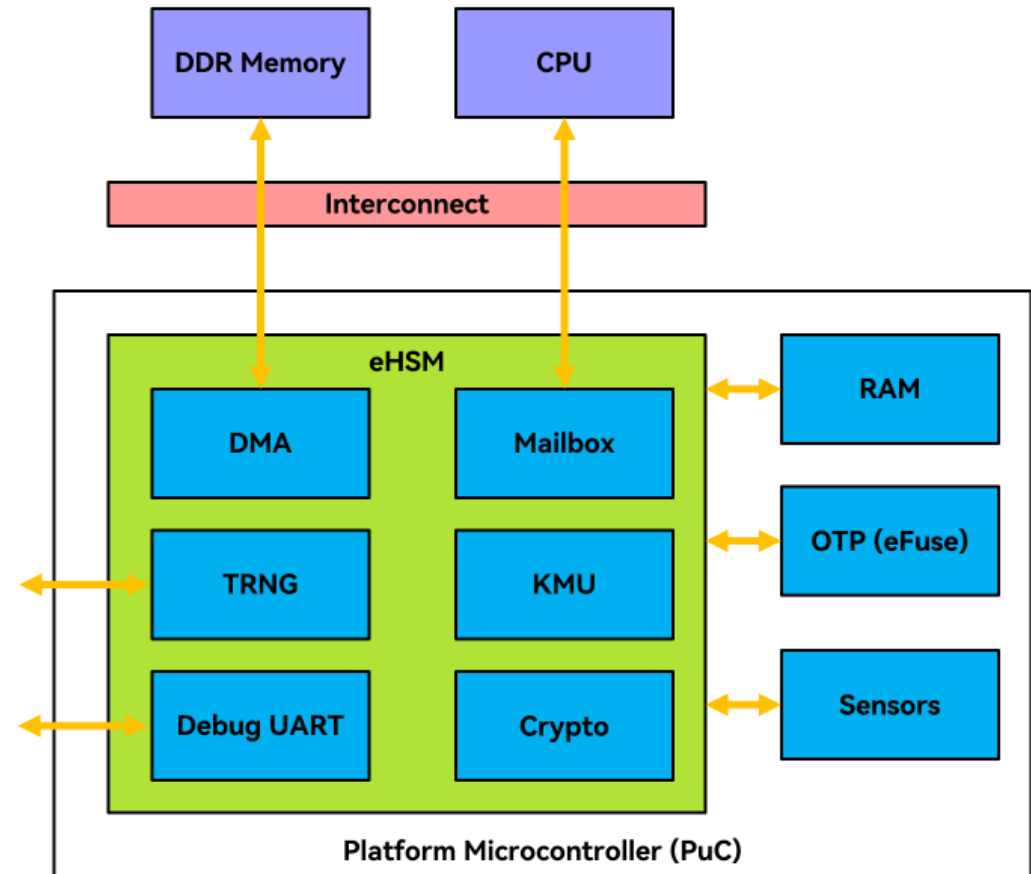 DDR Memory
CPU
Interconnect
eHSM
DMA
Mailbox
RAM
TRNG
KMU
OTP (eFuse)
Debug UART
Crypto
Sensors
Platform Microcontroller (PuC)